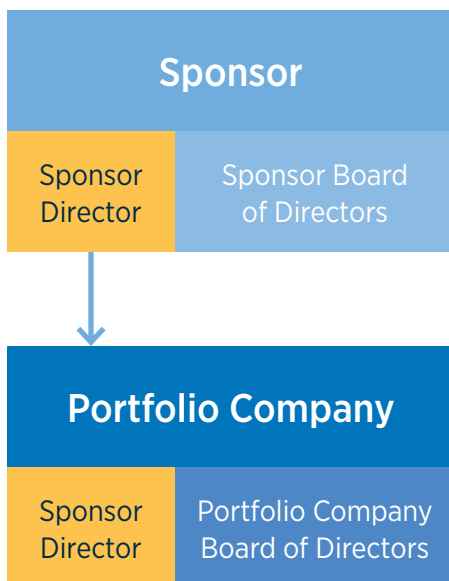 Sponsor
Sponsor
Director
Sponsor Board
of Directors
Portfolio Company
Sponsor
Director
Portfolio Company
Board of Directors